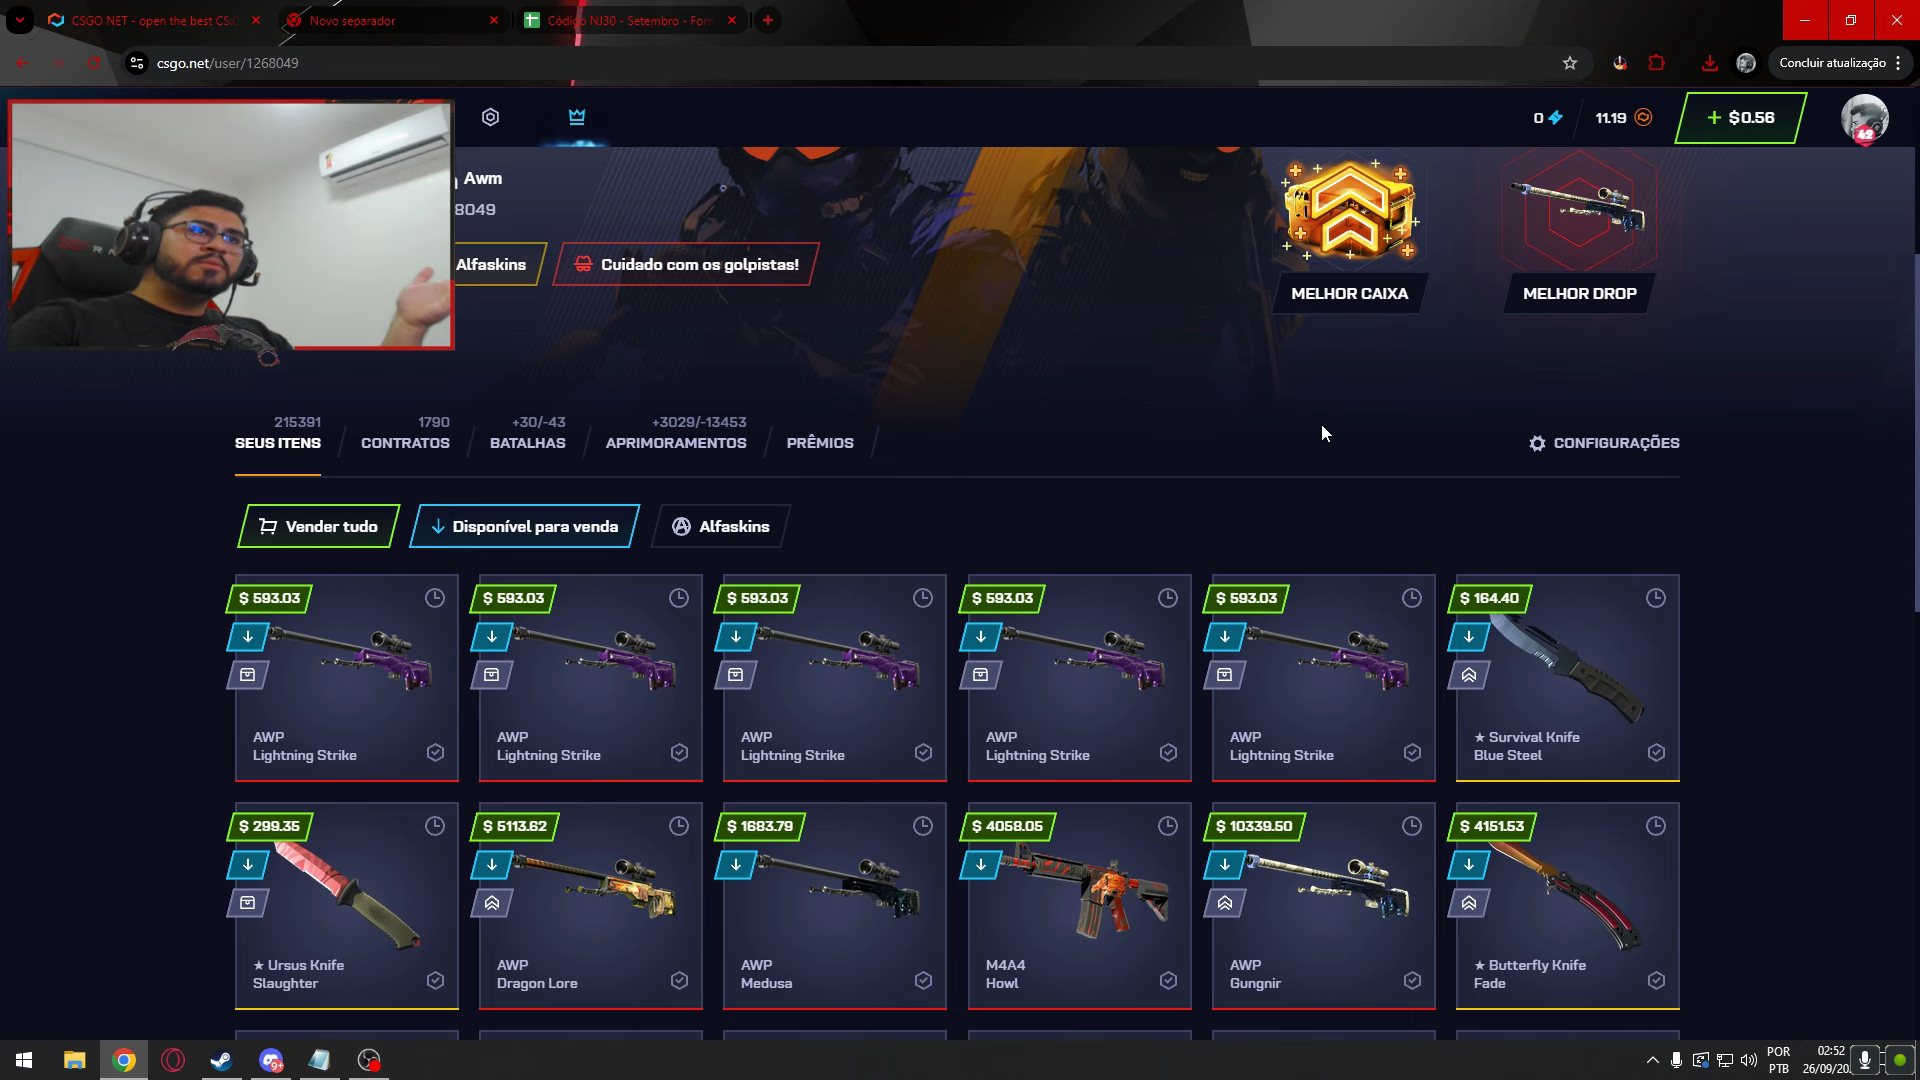 CSGO NET - open the best CS:G
Novo separador
Código NJ30 - Setembro - Form
csgo.net/user/1268049
Concluir atualização
0
11.19
+ $0.56
42
Awm
8049
Alfaskins
Cuidado com os golpistas!
MELHOR CAIXA
MELHOR DROP
215391
SEUS ITENS
1790
CONTRATOS
+30/-43
BATALHAS
+3029/-13453
APRIMORAMENTOS
PRÊMIOS
CONFIGURAÇÕES
Vender tudo
Disponível para venda
Alfaskins
$ 593.03
AWP
Lightning Strike
$ 593.03
AWP
Lightning Strike
$ 593.03
AWP
Lightning Strike
$ 593.03
AWP
Lightning Strike
$ 593.03
AWP
Lightning Strike
$ 164.40
★ Survival Knife
Blue Steel
$ 299.35
★ Ursus Knife
Slaughter
$ 5113.62
AWP
Dragon Lore
$ 1683.79
AWP
Medusa
$ 4058.05
M4A4
Howl
$ 10339.50
AWP
Gungnir
$ 4151.53
★ Butterfly Knife
Fade
9+
POR
PTB
02:52
26/09/20